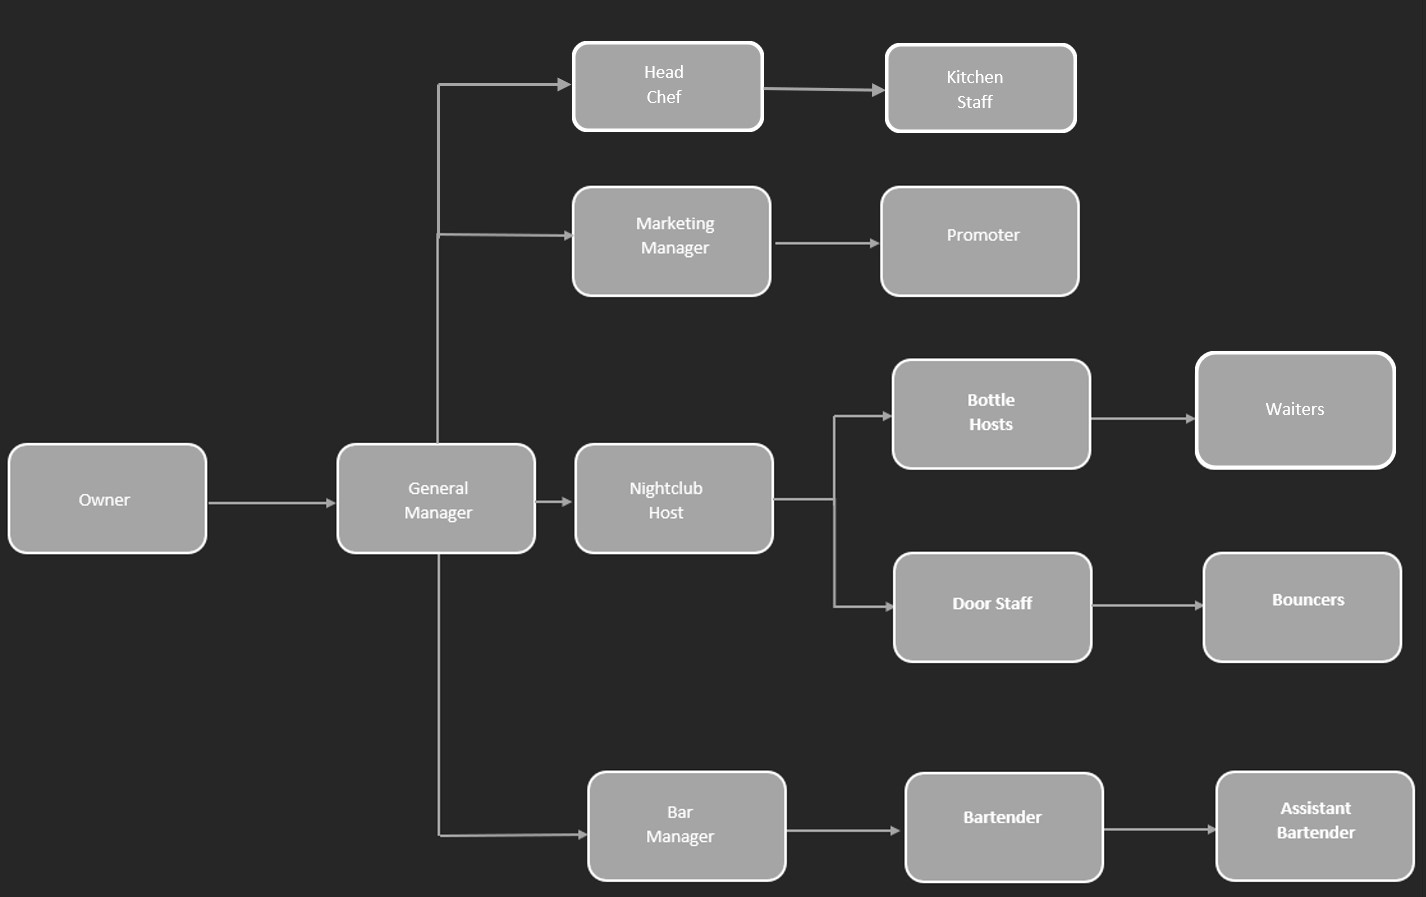 Head
Chef
Kitchen
Staff
Marketing
Manager
Promoter
Bottle
Hosts
Waiters
Owner
General
Manager
Nightclub
Host
Door Staff
Bouncers
Bar
Manager
Bartender
Assistant
Bartender